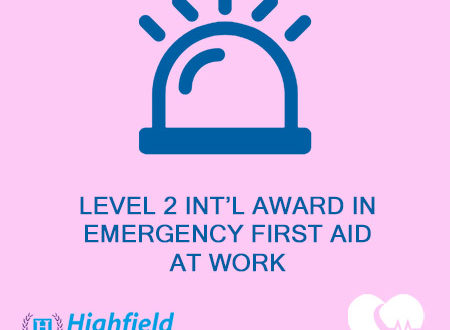 LEVEL 2 INT'L AWARD IN
EMERGENCY FIRST AID
AT WORK
H Highfield